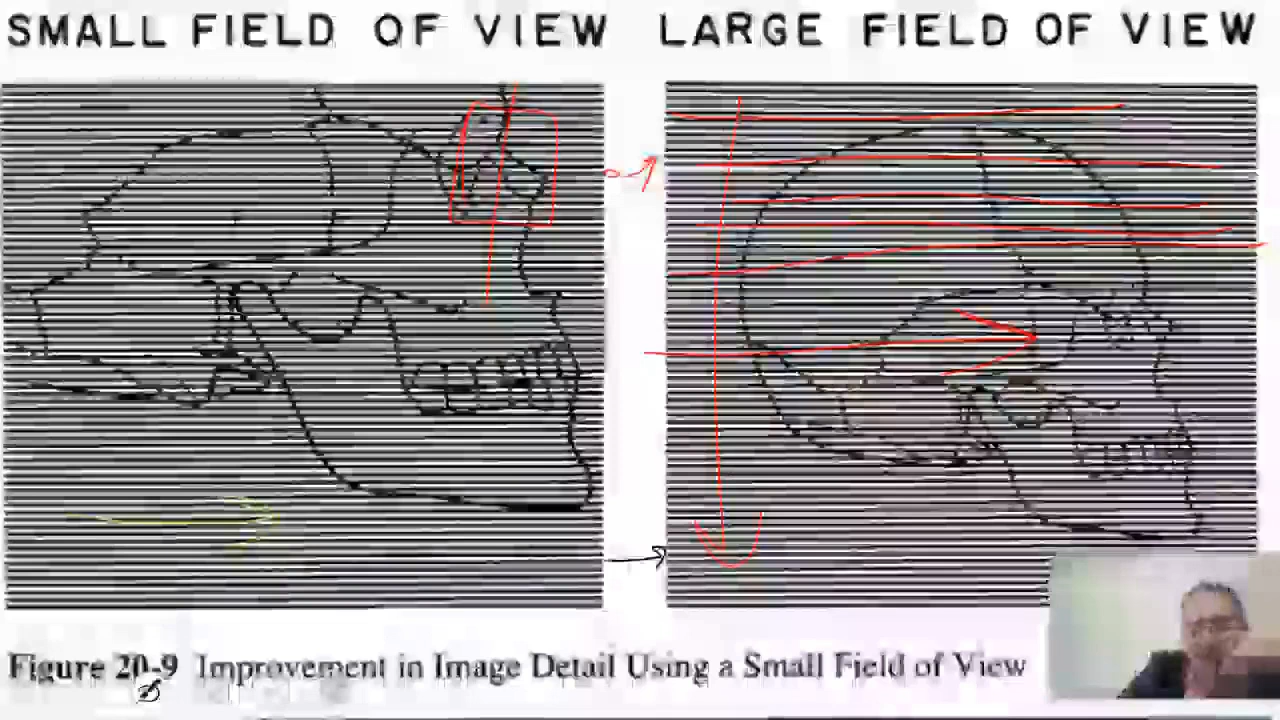 SMALL FIELD OF VIEW
LARGE FIELD OF VIEW
Figure 20-9 Improvement in Image Detail Using a Small Field of View